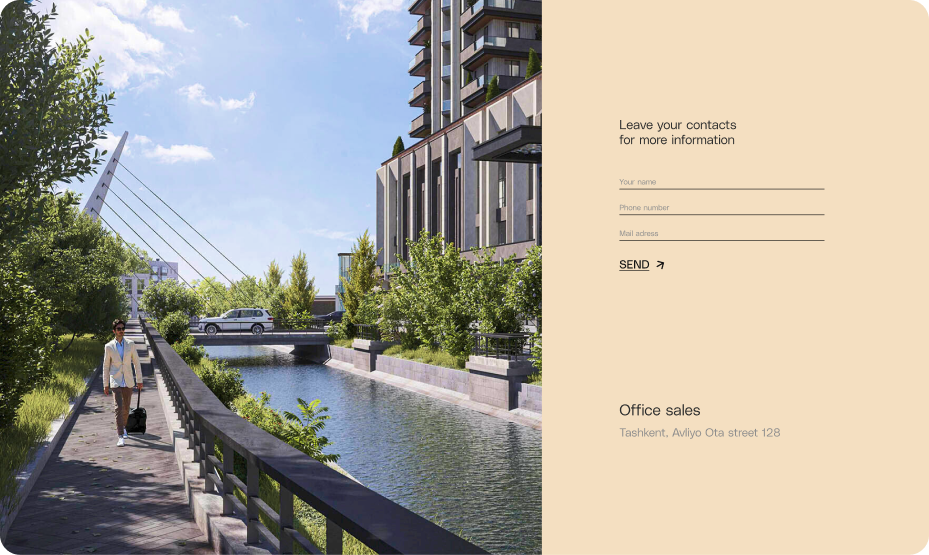 Leave your contacts
for more information
Your name
Phone number
Mail adress
SEND
Office sales
Tashkent, Avliyo Ota street 128